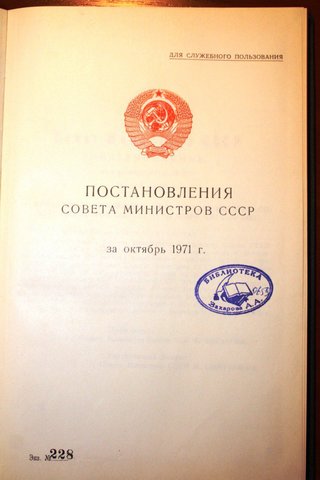 ДЛЯ СЛУЖЕБНОГО ПОЛЬЗОВАНИЯ
ПОСТАНОВЛЕНИЯ
СОВЕТА МИНИСТРОВ СССР
за октябрь 1971 г.
БИБЛИОТЕКА
Захарова А.А.
Экз. №228